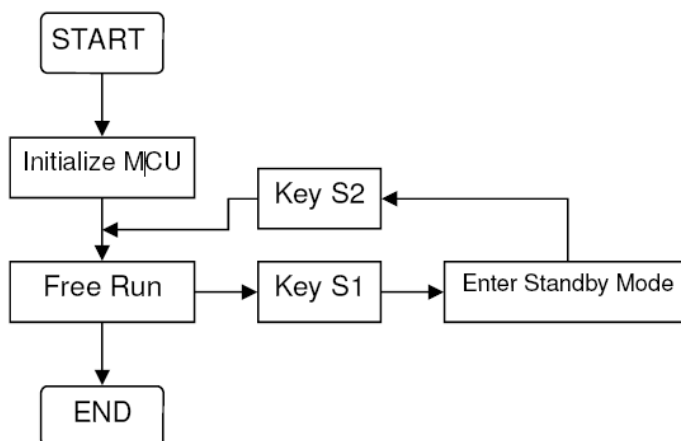 START
Initialize MCU
Key S2
Free Run
Key S1
Enter Standby Mode
END